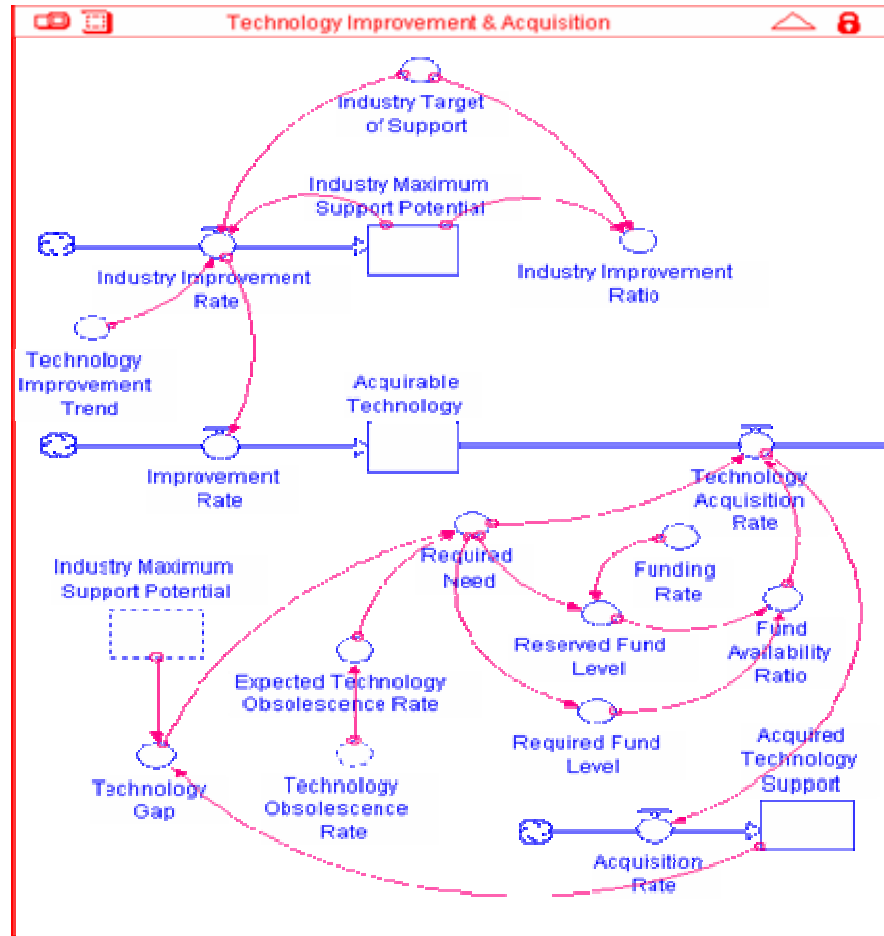 Technology Improvement & Acquisition
Industry Target
of Support
Industry Maximum
Support Potential
Industry Improvement
Rate
Industry Improvement
Ratio
Technology
Improvement
Trend
Acquirable
Technology
Improvement
Rate
Technology
Acquisition
Rate
Required
Need
Funding
Rate
Industry Maximum
Support Potential
Reserved Fund
Level
Fund
Availability
Ratio
Expected Technology
Obsolescence Rate
Required Fund
Level
Acquired
Technology
Support
Technology
Gap
Technology
Obsolescence
Rate
Acquisition
Rate